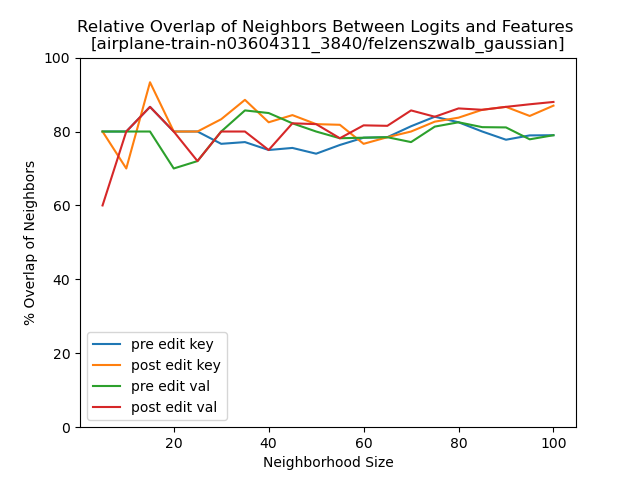 Relative Overlap of Neighbors Between Logits and Features
[airplane-train-n03604311_3840/felzenszwalb_gaussian]
100
80
60
40
20
0
% Overlap of Neighbors
pre edit key
post edit key
pre edit val
post edit val
20 40 60 80 100
Neighborhood Size